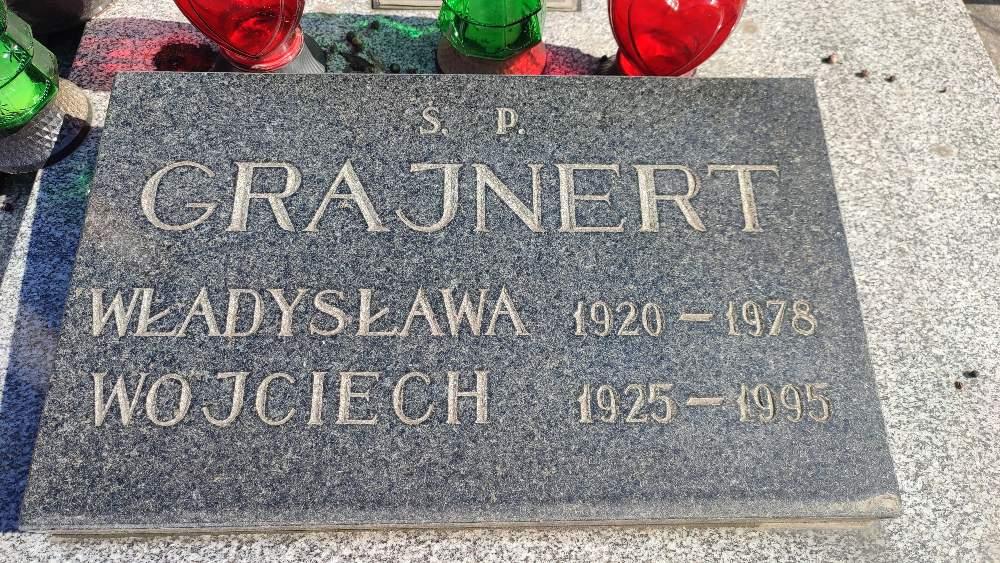 Ś. P.
GRAJNERT
WŁADYSŁAWA 1920-1978
WOJCIECH 1925-1995